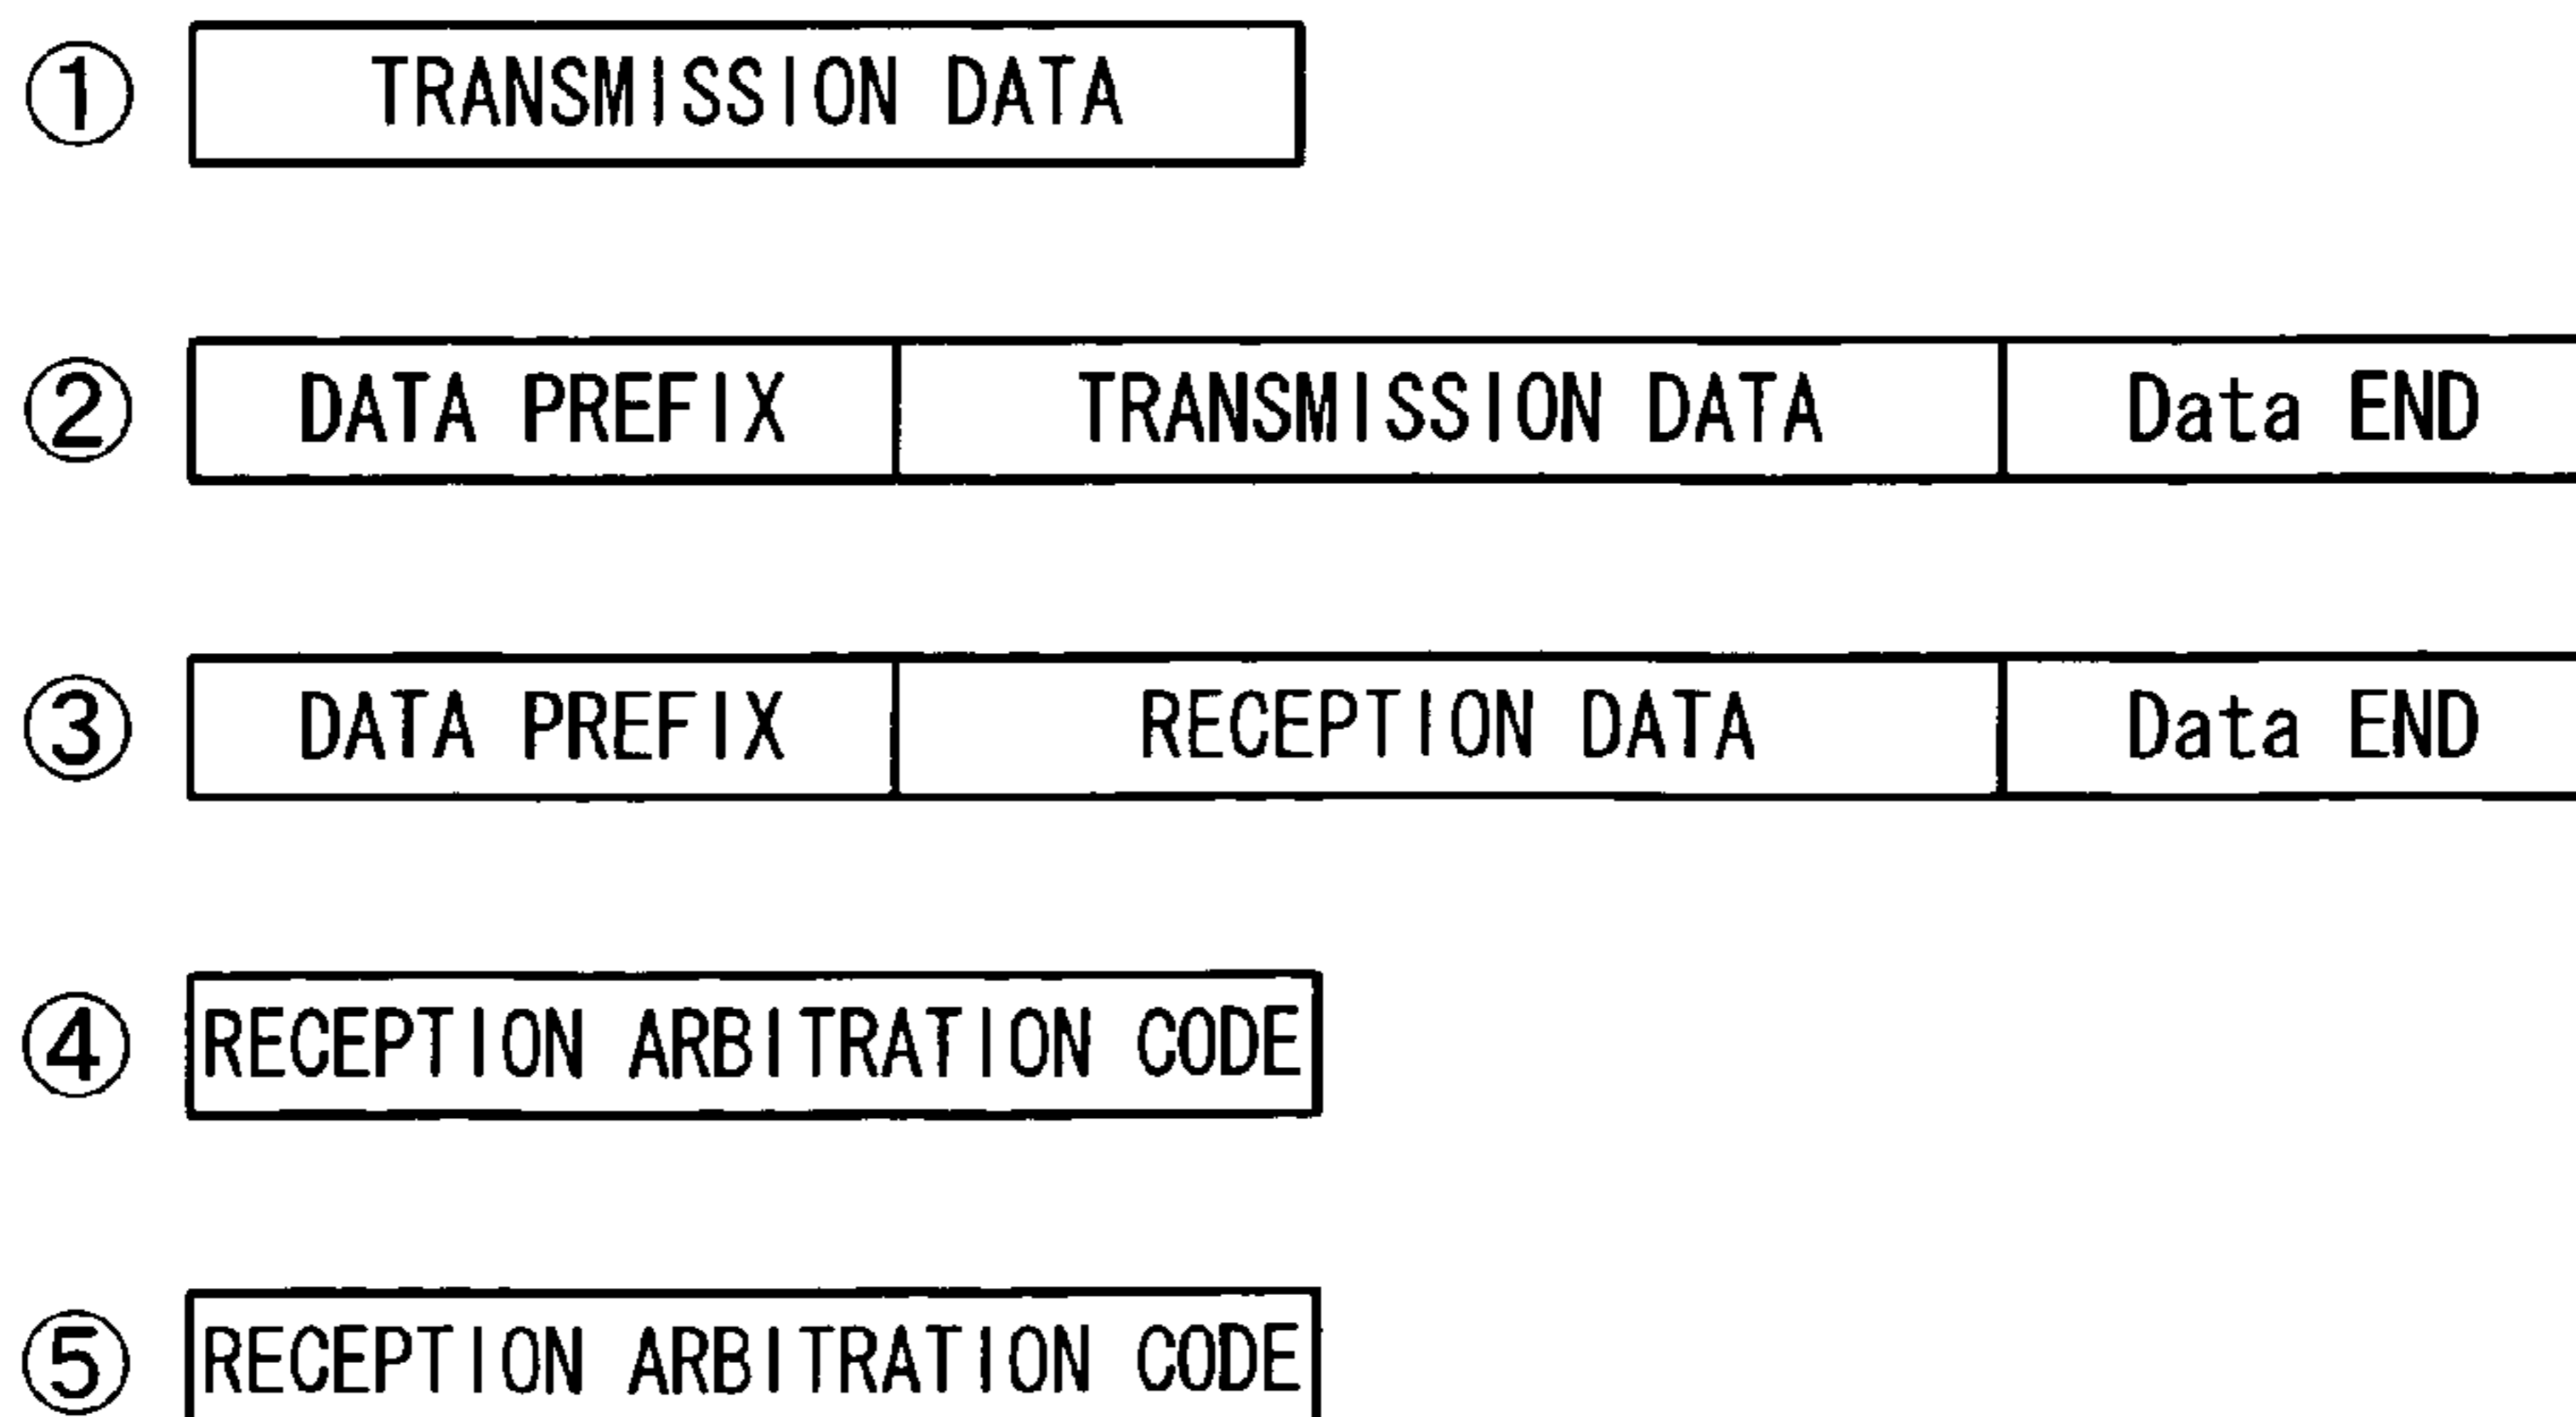 ① TRANSMISSION DATA
② DATA PREFIX TRANSMISSION DATA Data END
③ DATA PREFIX RECEPTION DATA Data END
④ RECEPTION ARBITRATION CODE
⑤ RECEPTION ARBITRATION CODE